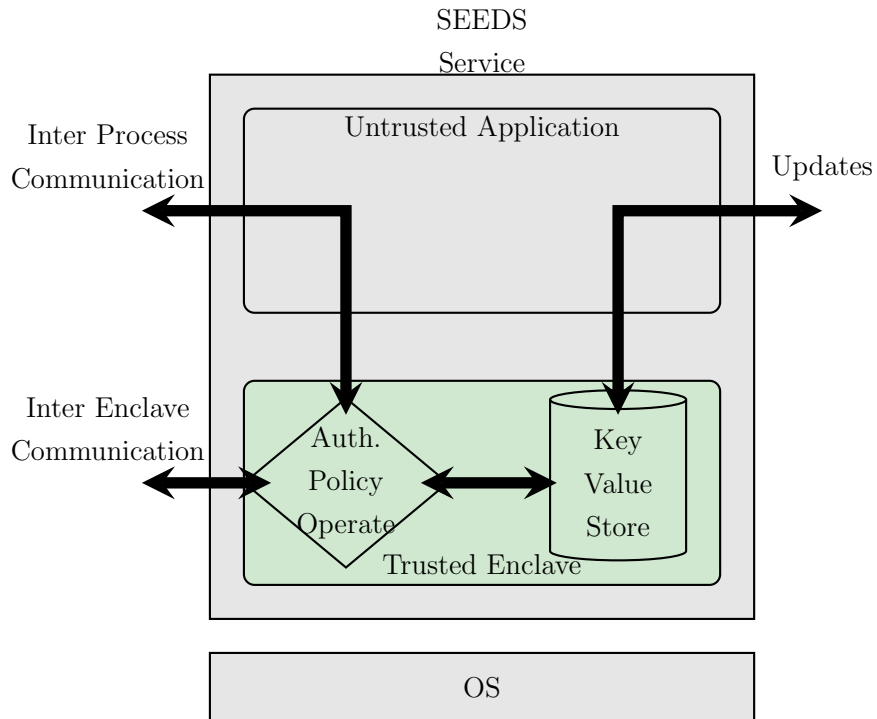 SEEDS
Service
Untrusted Application
Inter Process
Communication
Updates
Inter Enclave
Communication
Auth.
Policy
Operate
Key
Value
Store
Trusted Enclave
OS